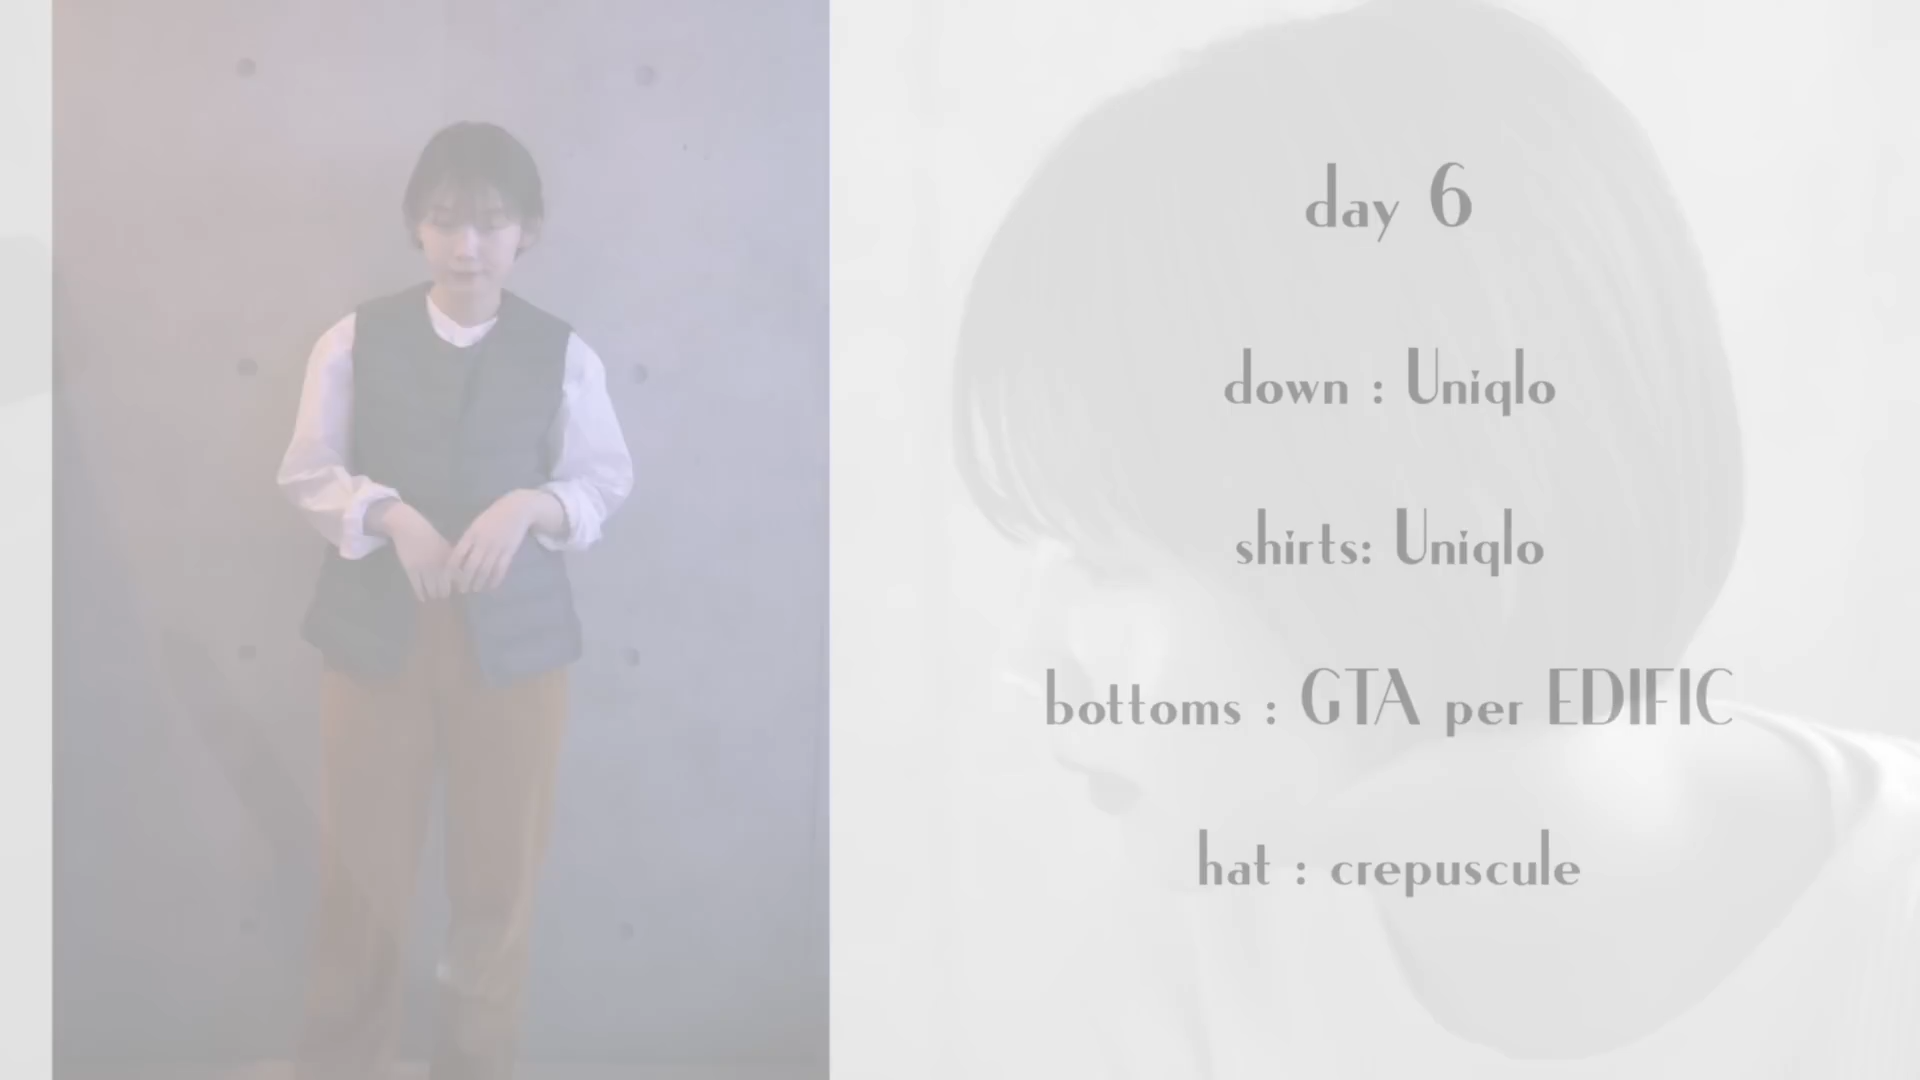 day 6
down : Uniqlo
shirts: Uniqlo
bottoms : GTA per EDIFIC
hat : crepuscule